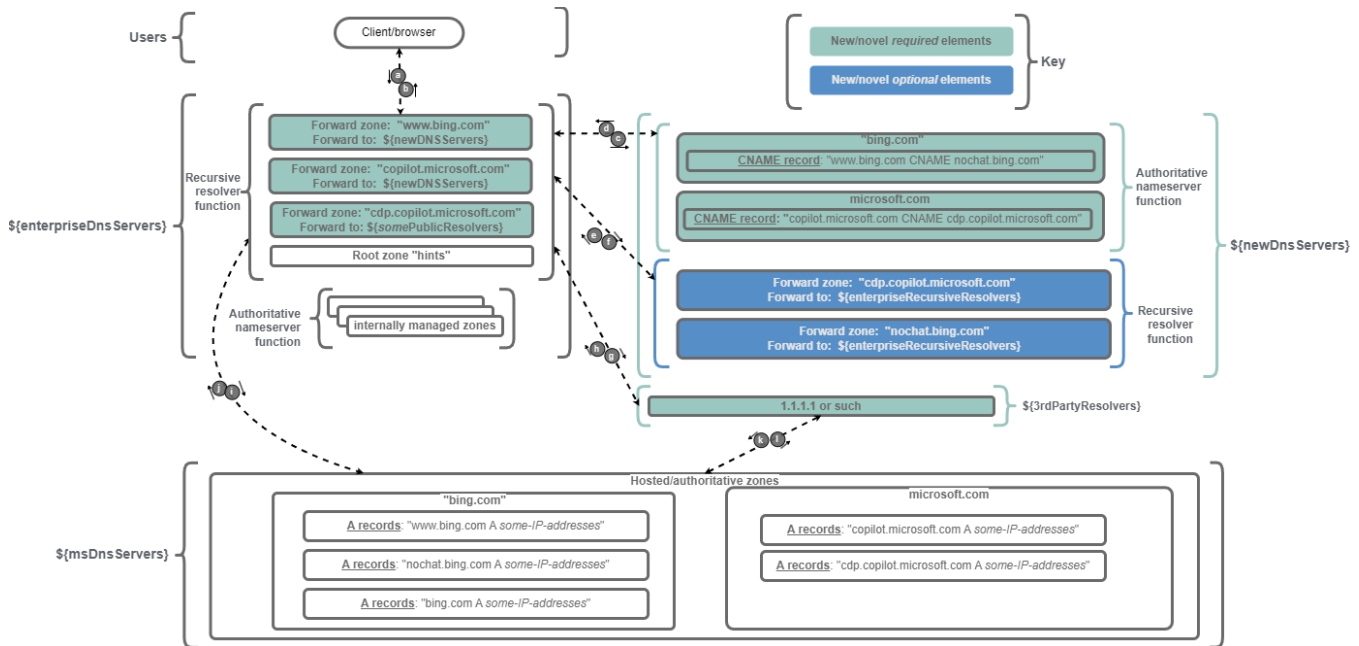 Users
Client/browser
New/novel required elements
New/novel optional elements
Key
a
b
${enterpriseDnsServers}
Recursive
resolver
function
Forward zone: "www.bing.com"
Forward to: ${newDNSServers}
Forward zone: "copilot.microsoft.com"
Forward to: ${newDNSServers}
Forward zone: "cdp.copilot.microsoft.com"
Forward to: ${somePublicResolvers}
Root zone "hints"
Authoritative
nameserver
function
internally managed zones
d
c
e
f
h
g
j
i
"bing.com"
CNAME record: "www.bing.com CNAME nochat.bing.com"
microsoft.com
CNAME record: "copilot.microsoft.com CNAME cdp.copilot.microsoft.com"
Authoritative
nameserver
function
${newDnsServers}
Forward zone: "cdp.copilot.microsoft.com"
Forward to: ${enterpriseRecursiveResolvers}
Forward zone: "nochat.bing.com"
Forward to: ${enterpriseRecursiveResolvers}
Recursive
resolver
function
1.1.1.1 or such
${3rdPartyResolvers}
k
l
${msDnsServers}
Hosted/authoritative zones
"bing.com"
A records: "www.bing.com A some-IP-addresses"
A records: "nochat.bing.com A some-IP-addresses"
A records: "bing.com A some-IP-addresses"
microsoft.com
A records: "copilot.microsoft.com A some-IP-addresses"
A records: "cdp.copilot.microsoft.com A some-IP-addresses"